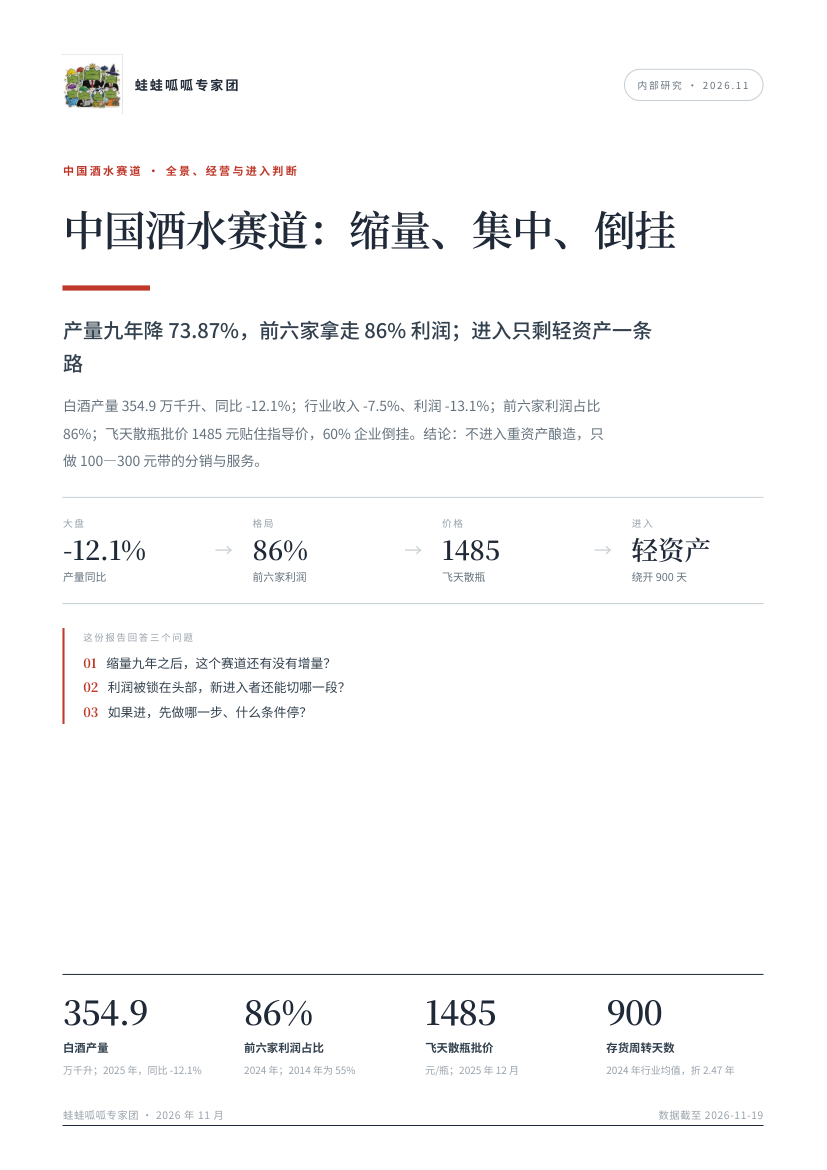 蛙蛙呱呱专家团
内部研究 · 2026.11
中国酒水赛道 · 全景、经营与进入判断
中国酒水赛道：缩量、集中、倒挂
产量九年降 73.87%，前六家拿走 86% 利润；进入只剩轻资产一条
路
白酒产量 354.9 万千升、同比 -12.1%；行业收入 -7.5%、利润 -13.1%；前六家利润占比
86%；飞天散瓶批价 1485 元贴住指导价，60% 企业倒挂。结论：不进入重资产酿造，只
做 100—300 元带的分销与服务。
大盘
-12.1%
产量同比
→
格局
86%
前六家利润
→
价格
1485
飞天散瓶
→
进入
轻资产
绕开 900 天
这份报告回答三个问题
01 缩量九年之后，这个赛道还有没有增量？
02 利润被锁在头部，新进入者还能切哪一段？
03 如果进，先做哪一步、什么条件停？
354.9
白酒产量
万千升；2025 年，同比 -12.1%
86%
前六家利润占比
2024 年；2014 年为 55%
1485
飞天散瓶批价
元/瓶；2025 年 12 月
900
存货周转天数
2024 年行业均值，折 2.47 年
蛙蛙呱呱专家团 · 2026 年 11 月
数据截至 2026-11-19